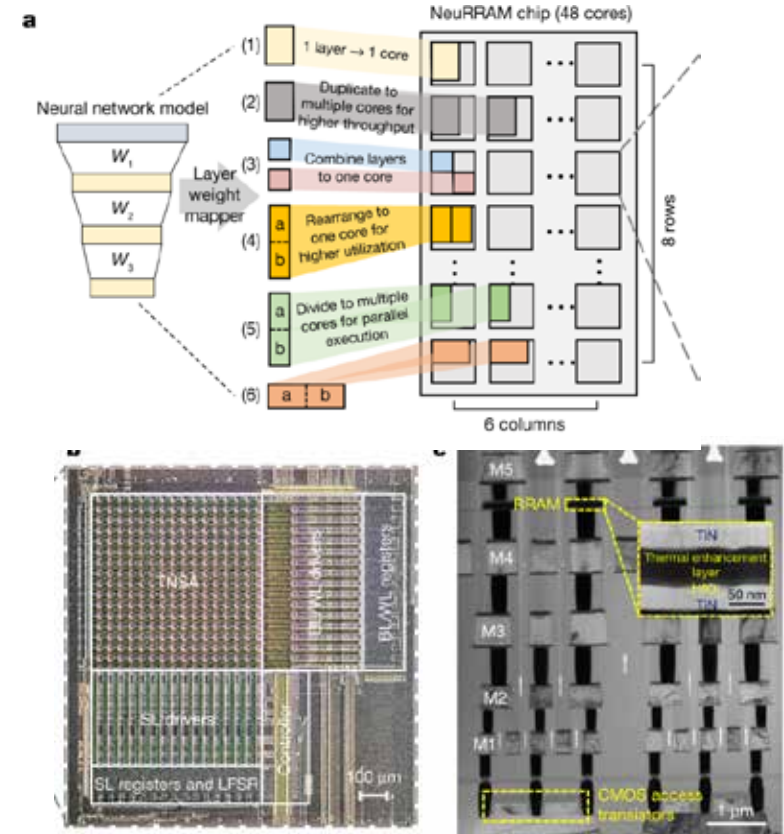 a
NeuRRAM chip (48 cores)
Neural network model
W1
W2
W3
Layer
weight
mapper
(1)
1 layer → 1 core
(2)
Duplicate to
multiple cores for
higher throughput
(3)
Combine layers
to one core
(4)
a
b
Rearrange to
one core for
higher utilization
(5)
a
b
Divide to multiple
cores for parallel
execution
(6)
a b
8 rows
6 columns
TNSA
BL/WL drivers
BL/WL registers
SL drivers
Controller
SL registers and LFSR
100 μm
c
M5
RRAM
M4
M3
M2
M1
TiN
Thermal enhancement
layer
TiN
50 nm
CMOS access
translators
1 μm